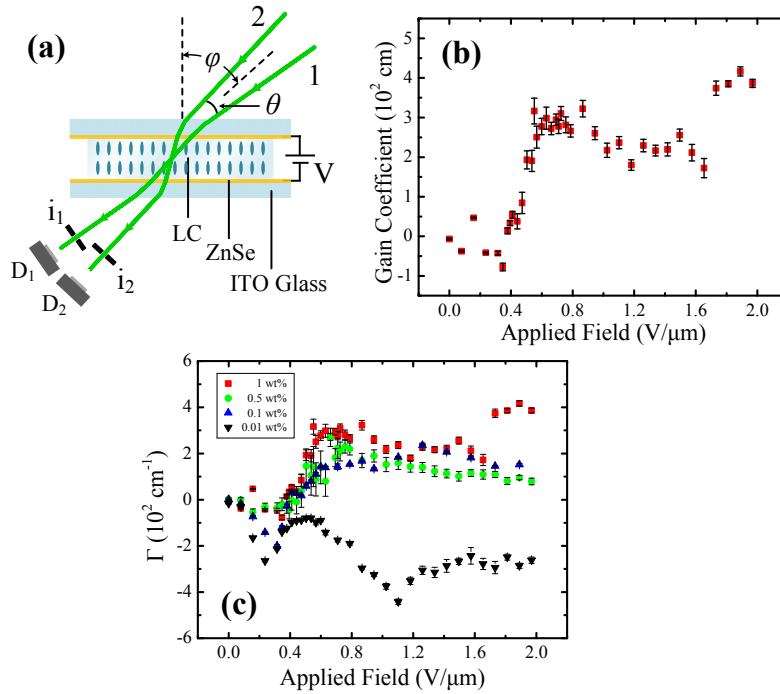 (a)
2
1
φ
θ
V
LC
ZnSe
ITO Glass
i1
i2
D1
D2
(b)
Gain Coefficient (10² cm)
5
4
3
2
1
0
-1
0.0 0.4 0.8 1.2 1.6 2.0
Applied Field (V/μm)
(c)
1 wt%
0.5 wt%
0.1 wt%
0.01 wt%
Γ (10² cm⁻¹)
6
4
2
0
-2
-4
-6
0.0 0.4 0.8 1.2 1.6 2.0
Applied Field (V/μm)